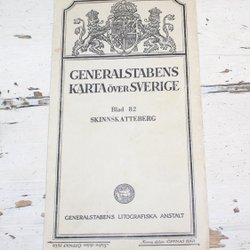 GENERALSTABENS
KARTA ÖVER SVERIGE
Blad 82
SKINNSKATTEBERG
GENERALSTABENS LITOGRAFISKA ANSTALT